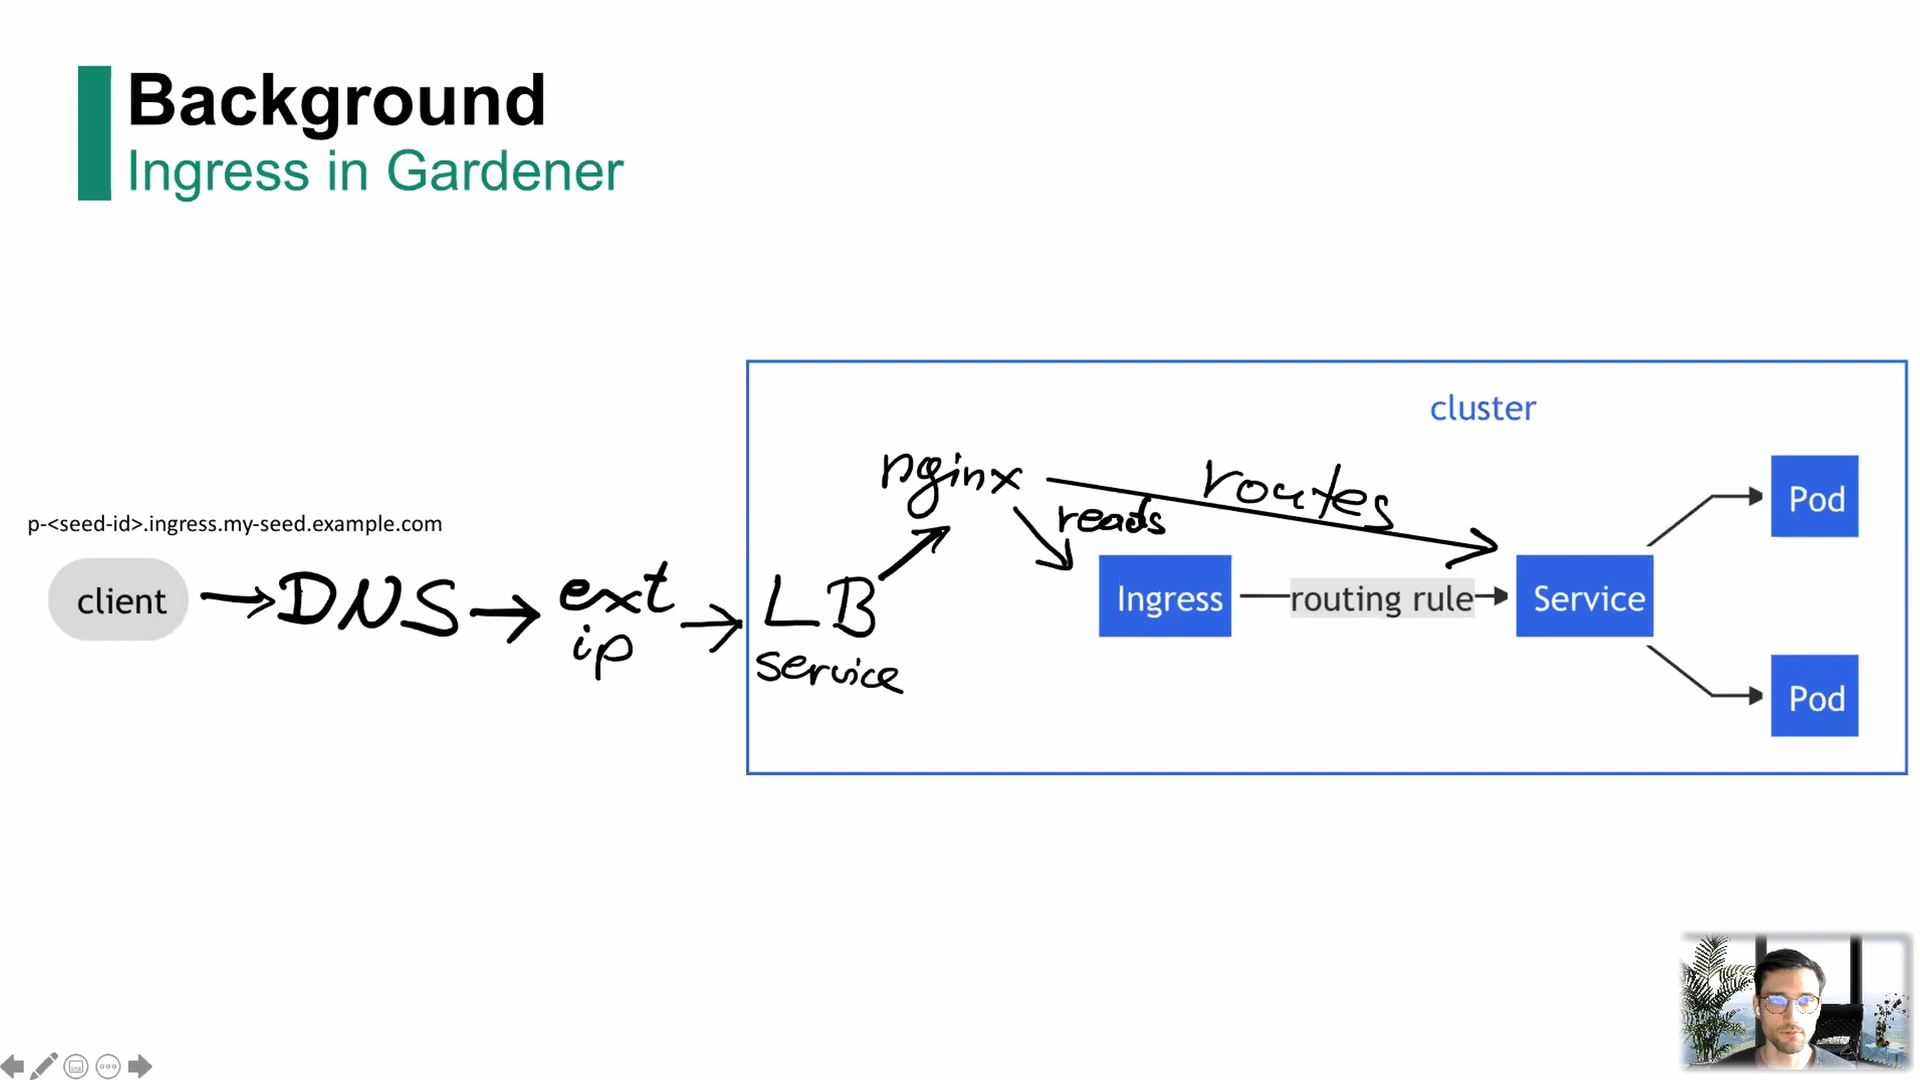 Background
Ingress in Gardener
cluster
nginx
routes
reads
Pod
p-<seed-id>.ingress.my-seed.example.com
client
DNS
ext
ip
LB
service
Ingress
routing rule
Service
Pod